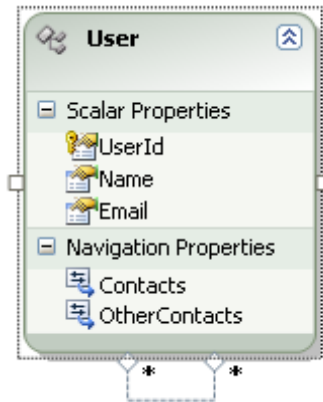 User
Scalar Properties
UserId
Name
Email
Navigation Properties
Contacts
OtherContacts
* *